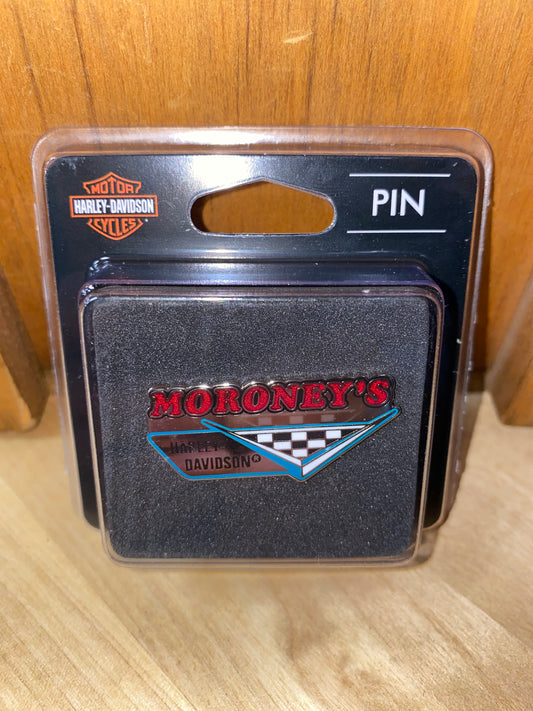 MOTOR
HARLEY-DAVIDSON
CYCLES
PIN
MORONEY'S
HARLEY-
DAVIDSON®